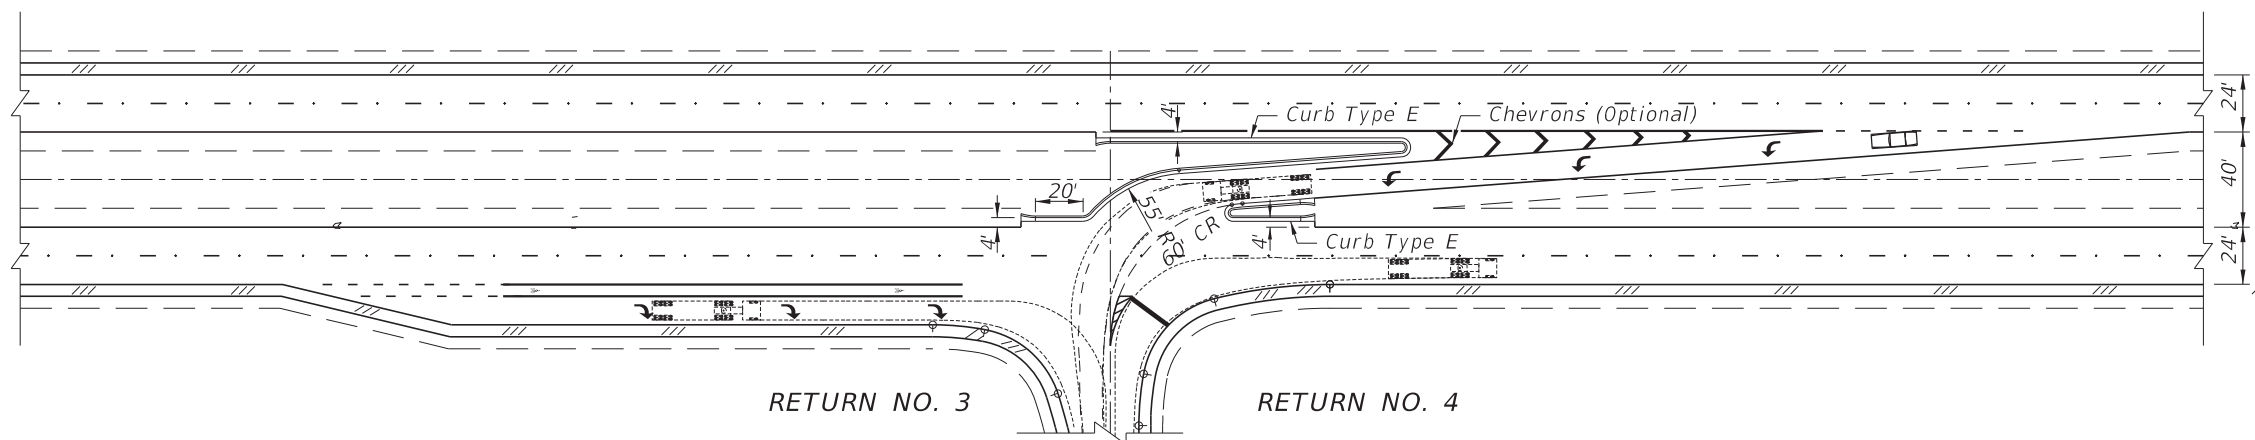 24'
4'
Curb Type E
Chevrons (Optional)
20'
55' R
40'
4'
60' CR
4'
Curb Type E
24'
RETURN NO. 3
RETURN NO. 4